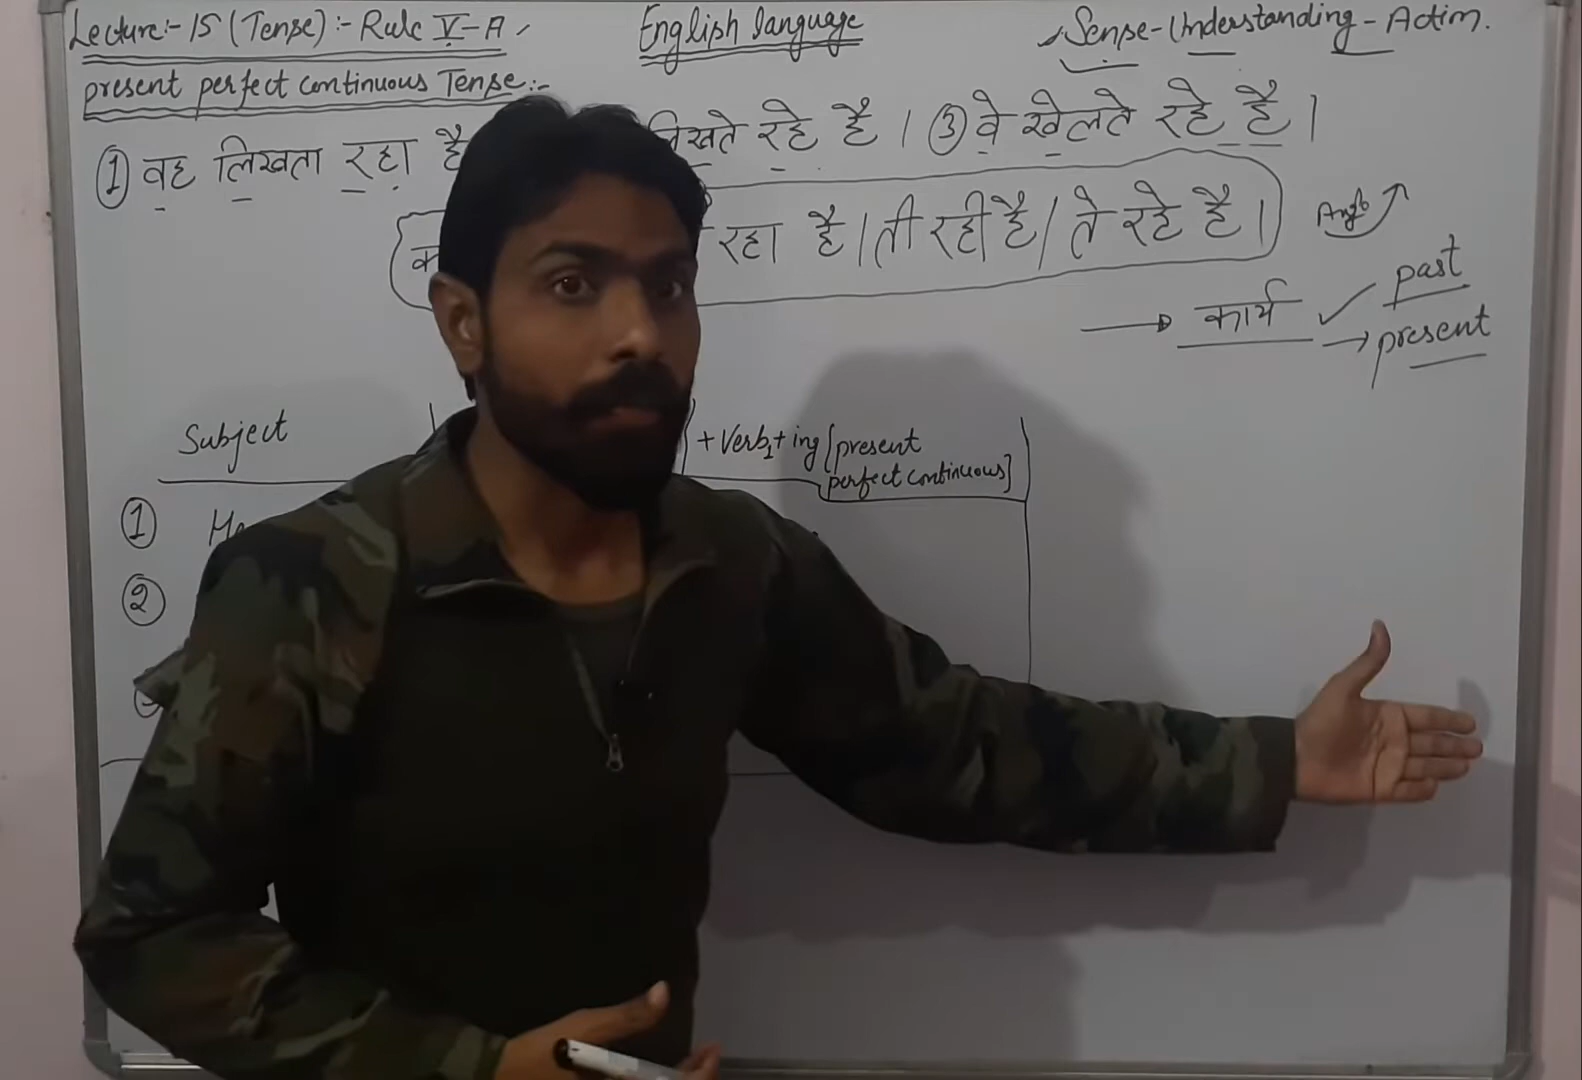 Lecture:- 15 (Tense):- Rule V-A
English language
Sense-Understanding-Action.
present perfect continuous Tense:-
① वह लिखता रहा है लिखते रहे है । ③ वे खेलते रहे है ।
रहा है / ती रही है / ते रहे है ।
→ कार्य ✓ past
→ present
Subject + Verb₁+ ing [present
perfect continuous]
①
②